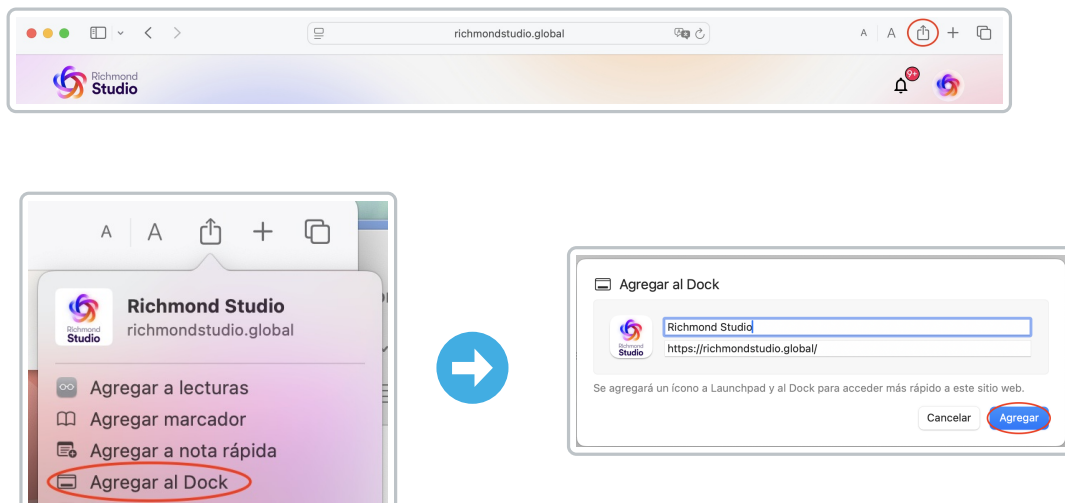 richmondstudio.global
A A
Richmond
Studio
9+
A A
Richmond Studio
richmondstudio.global
Richmond
Studio
Agregar a lecturas
Agregar marcador
Agregar a nota rápida
Agregar al Dock
Agregar al Dock
Richmond Studio
https://richmondstudio.global/
Richmond
Studio
Se agregará un ícono a Launchpad y al Dock para acceder más rápido a este sitio web.
Cancelar Agregar